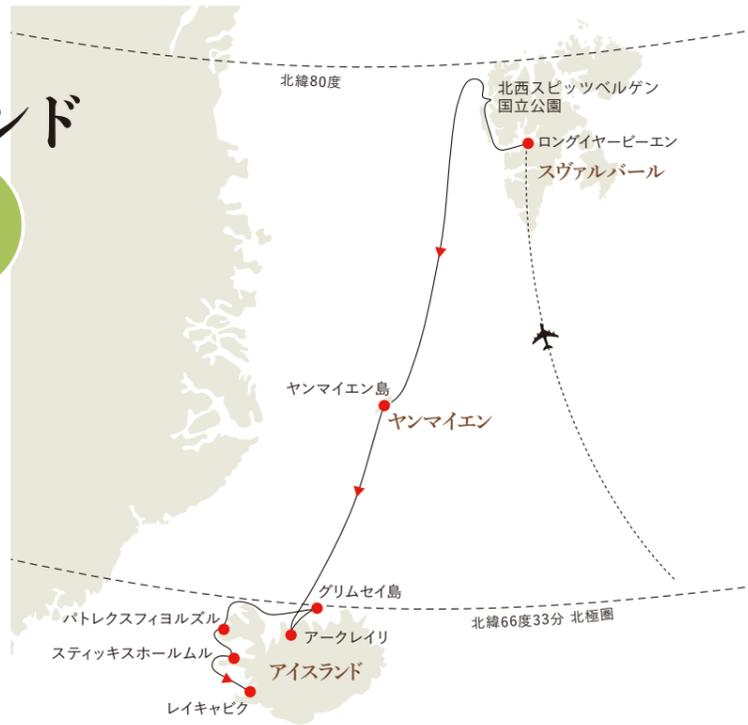 北緯80度
北西スピッツベルゲン
国立公園
ンド
ロングイヤービーエン
スヴァルバール
ヤンマイエン島
ヤンマイエン
グリムセイ島
パトレクスフィヨルズル
北緯66度33分 北極圏
アークレイリ
スティッキスホールムル
アイスランド
レイキャビク